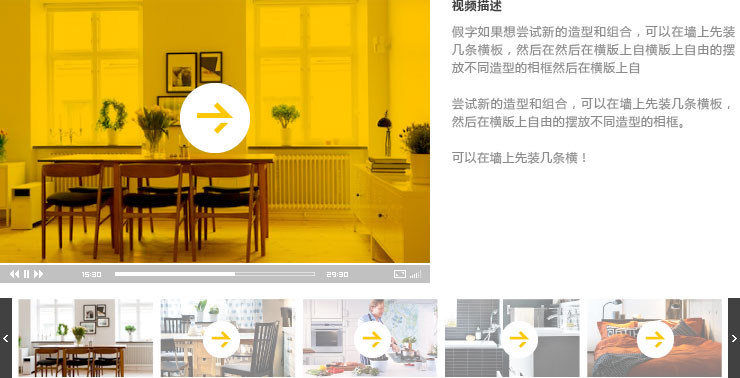 视频描述
假字如果想尝试新的造型和组合，可以在墙上先装
几条横板，然后在然后在横版上自横版上自由的摆
放不同造型的相框然后在横版上自
尝试新的造型和组合，可以在墙上先装几条横板，
然后在横版上自由的摆放不同造型的相框。
可以在墙上先装几条横！
15:30
29:30